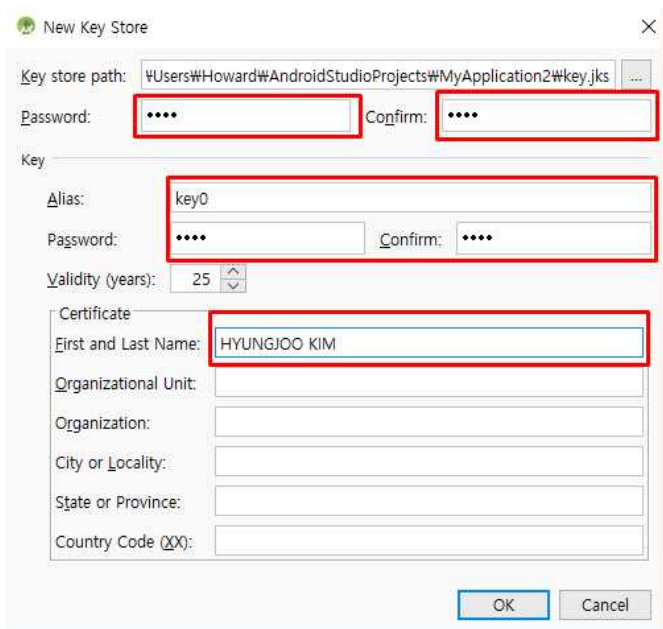 New Key Store
Key store path: ₩Users₩Howard₩AndroidStudioProjects₩MyApplication2₩key.jks ...
Password: •••• Confirm: ••••
Key
Alias: key0
Password: •••• Confirm: ••••
Validity (years): 25
Certificate
First and Last Name: HYUNGJOO KIM
Organizational Unit:
Organization:
City or Locality:
State or Province:
Country Code (XX):
OK Cancel